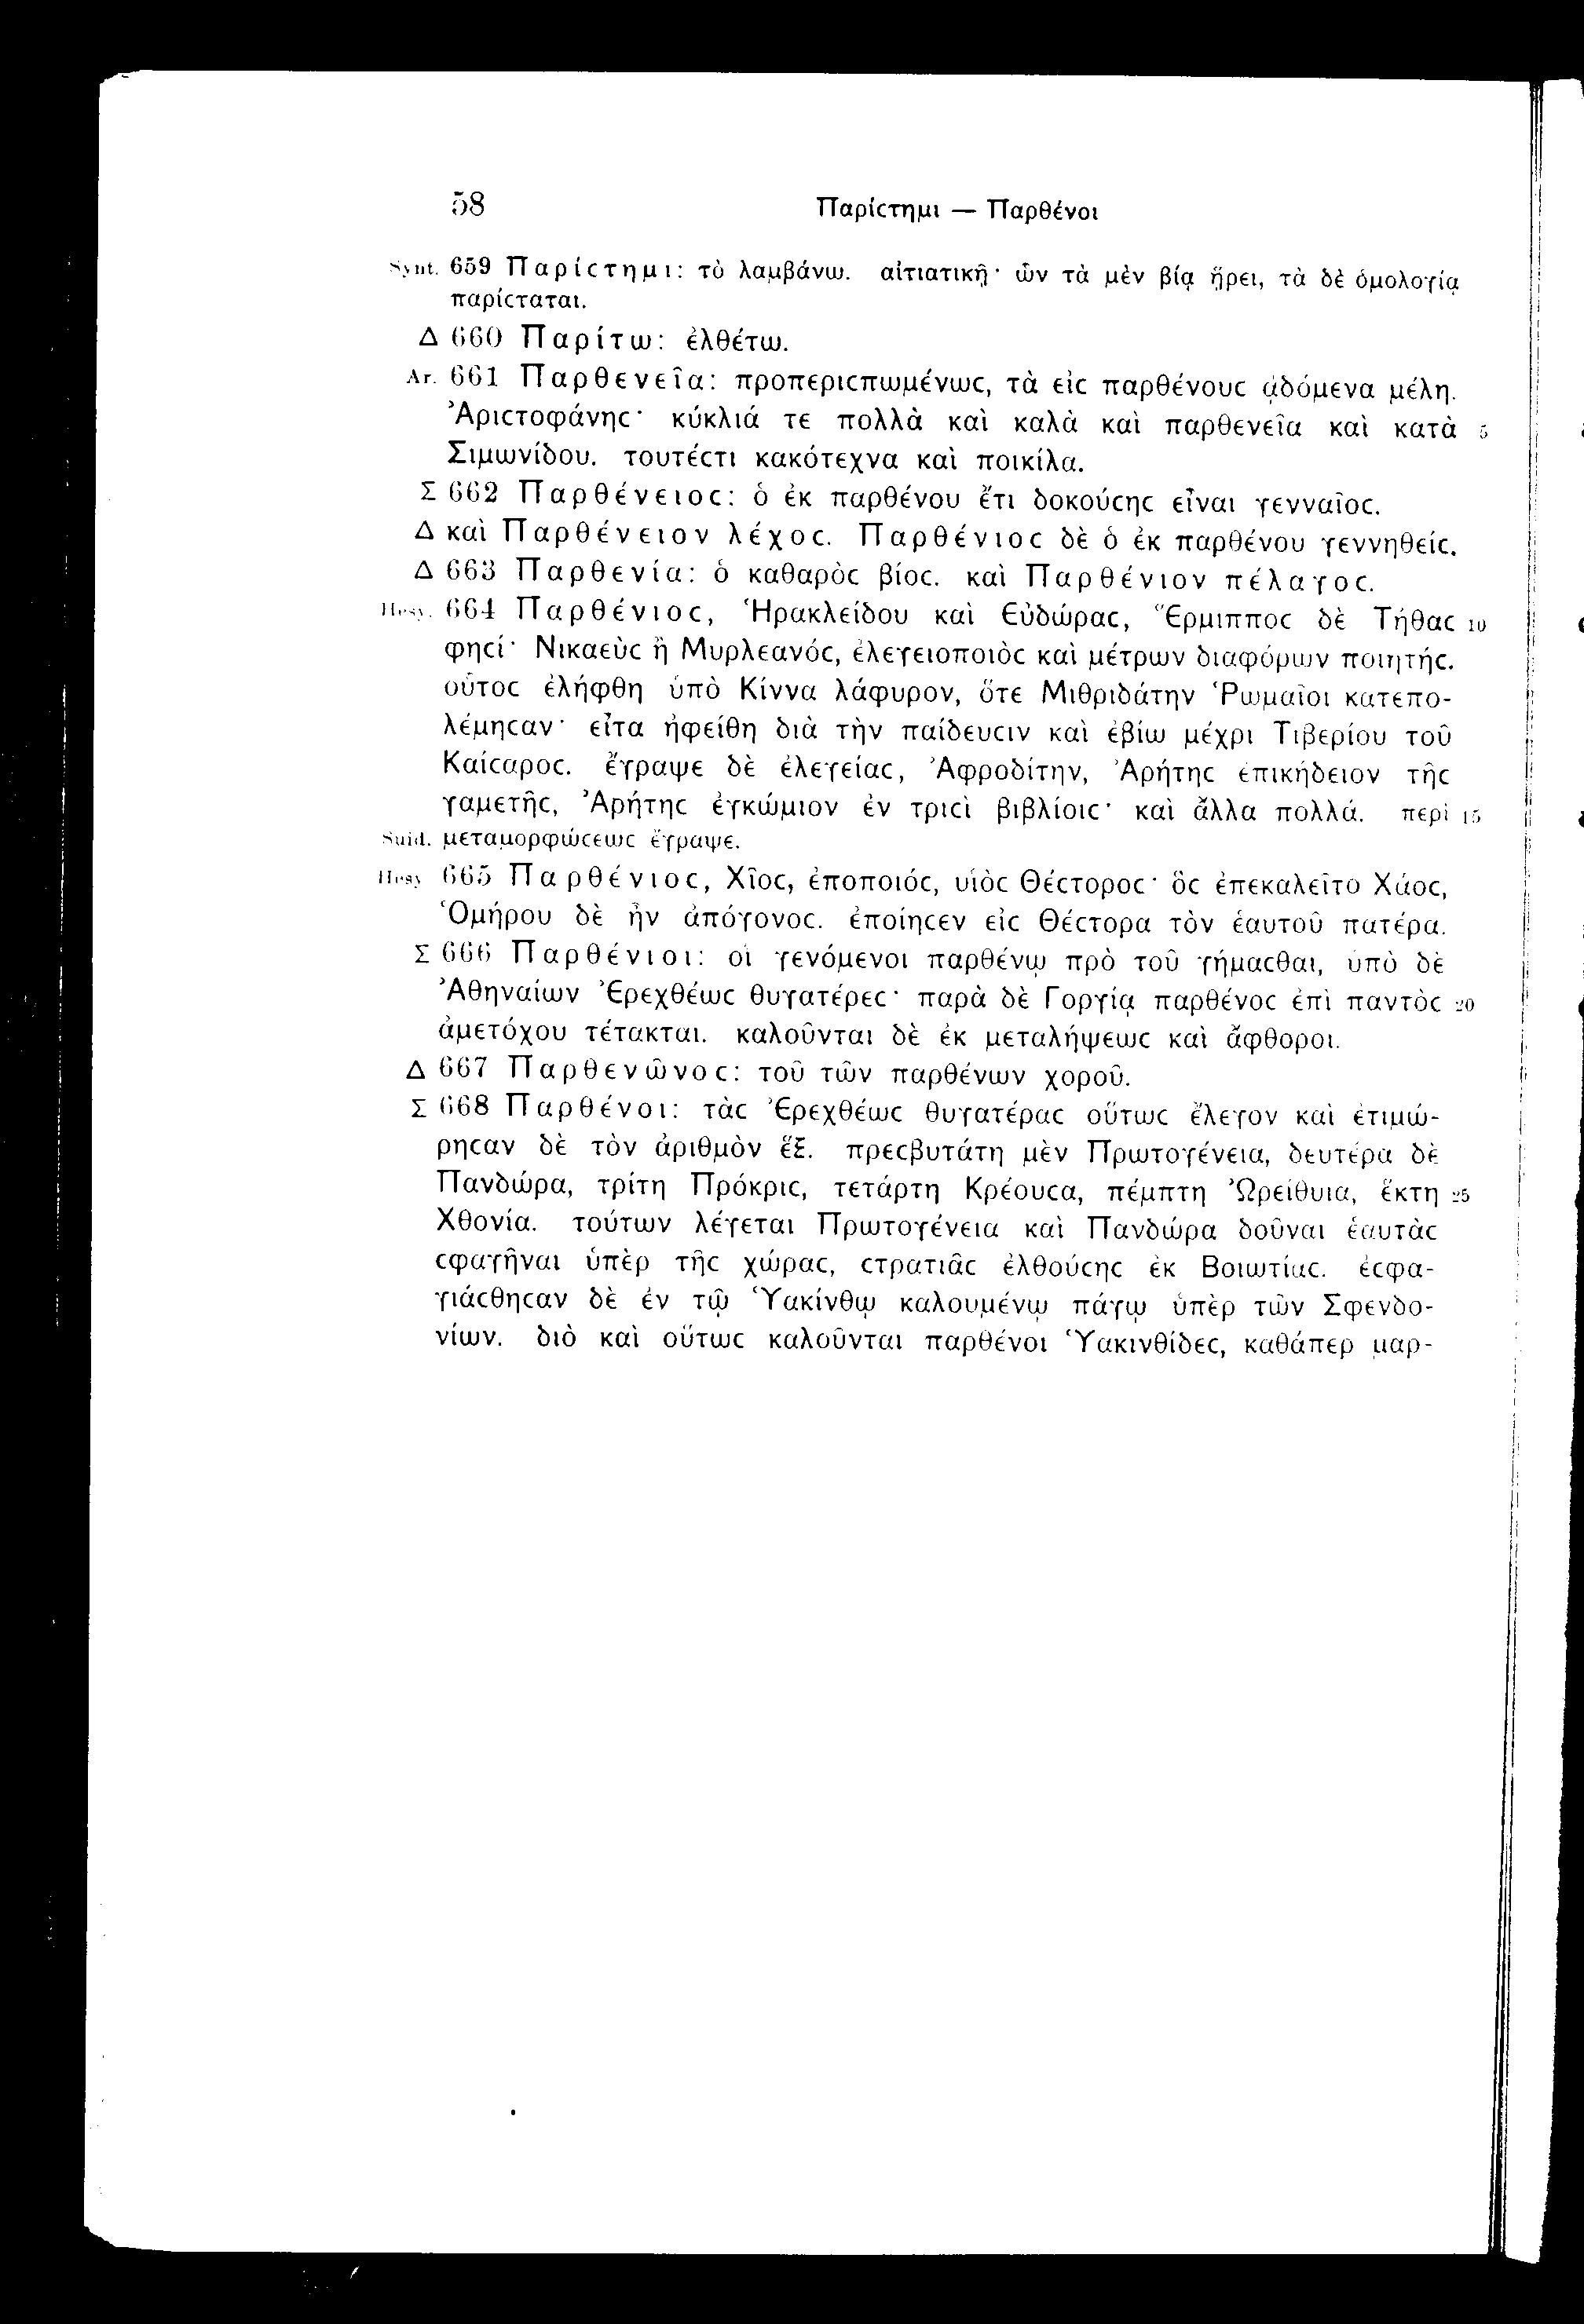 58 Παρίϲτημι — Παρθένοι
Synt. 659 Παρίϲτημι: τὸ λαμβάνω. αἰτιατικῇ· ὧν τὰ μὲν βίᾳ ᾕρει, τὰ δὲ ὁμολογίᾳ
παρίϲταται.
Δ 660 Παρίτω: ἐλθέτω.
Ar. 661 Παρθενεῖα: προπεριϲπωμένωϲ, τὰ εἰϲ παρθένουϲ ᾀδόμενα μέλη.
Ἀριϲτοφάνηϲ· κύκλιά τε πολλὰ καὶ καλὰ καὶ παρθενεῖα καὶ κατὰ 5
Σιμωνίδου. τουτέϲτι κακότεχνα καὶ ποικίλα.
Σ 662 Παρθένειοϲ: ὁ ἐκ παρθένου ἔτι δοκούϲηϲ εἶναι γενναῖοϲ.
Δ καὶ Παρθένειον λέχοϲ. Παρθένιοϲ δὲ ὁ ἐκ παρθένου γεννηθείϲ.
Δ 663 Παρθενία: ὁ καθαρὸϲ βίοϲ. καὶ Παρθένιον πέλαγοϲ.
Hesy. 664 Παρθένιοϲ, Ἡρακλείδου καὶ Εὐδώραϲ, Ἕρμιπποϲ δὲ Τήθαϲ 10
φηϲί· Νικαεὺϲ ἢ Μυρλεανόϲ, ἐλεγειοποιὸϲ καὶ μέτρων διαφόρων ποιητήϲ.
οὗτοϲ ἐλήφθη ὑπὸ Κίννα λάφυρον, ὅτε Μιθριδάτην Ῥωμαῖοι κατεπο-
λέμηϲαν· εἶτα ἠφείθη διὰ τὴν παίδευϲιν καὶ ἐβίω μέχρι Τιβερίου τοῦ
Καίϲαροϲ. ἔγραψε δὲ ἐλεγείαϲ, Ἀφροδίτην, Ἀρήτηϲ ἐπικήδειον τῆϲ
γαμετῆϲ, Ἀρήτηϲ ἐγκώμιον ἐν τριϲὶ βιβλίοιϲ· καὶ ἄλλα πολλά. περὶ 15
Suid. μεταμορφώϲεωϲ ἔγραψε.
Hesy 665 Παρθένιοϲ, Χῖοϲ, ἐποποιόϲ, υἱὸϲ Θέϲτοροϲ· ὃϲ ἐπεκαλεῖτο Χάοϲ,
Ὁμήρου δὲ ἦν ἀπόγονοϲ. ἐποίηϲεν εἰϲ Θέϲτορα τὸν ἑαυτοῦ πατέρα.
Σ 666 Παρθένιοι: οἱ γενόμενοι παρθένῳ πρὸ τοῦ γήμαϲθαι, ὑπὸ δὲ
Ἀθηναίων Ἐρεχθέωϲ θυγατέρεϲ· παρὰ δὲ Γοργίᾳ παρθένοϲ ἐπὶ παντὸϲ 20
ἀμετόχου τέτακται. καλοῦνται δὲ ἐκ μεταλήψεωϲ καὶ ἄφθοροι.
Δ 667 Παρθενῶνοϲ: τοῦ τῶν παρθένων χοροῦ.
Σ 668 Παρθένοι: τὰϲ Ἐρεχθέωϲ θυγατέραϲ οὕτωϲ ἔλεγον καὶ ἐτιμώ-
ρηϲαν δὲ τὸν ἀριθμὸν ἕξ. πρεϲβυτάτη μὲν Πρωτογένεια, δευτέρα δὲ
Πανδώρα, τρίτη Πρόκριϲ, τετάρτη Κρέουϲα, πέμπτη Ὠρείθυια, ἕκτη 25
Χθονία. τούτων λέγεται Πρωτογένεια καὶ Πανδώρα δοῦναι ἑαυτὰϲ
ϲφαγῆναι ὑπὲρ τῆϲ χώραϲ, ϲτρατιᾶϲ ἐλθούϲηϲ ἐκ Βοιωτίαϲ. ἐϲφα-
γιάϲθηϲαν δὲ ἐν τῷ Ὑακίνθῳ καλουμένῳ πάγῳ ὑπὲρ τῶν Σφενδο-
νίων. διὸ καὶ οὕτωϲ καλοῦνται παρθένοι Ὑακινθίδεϲ, καθάπερ μαρ-